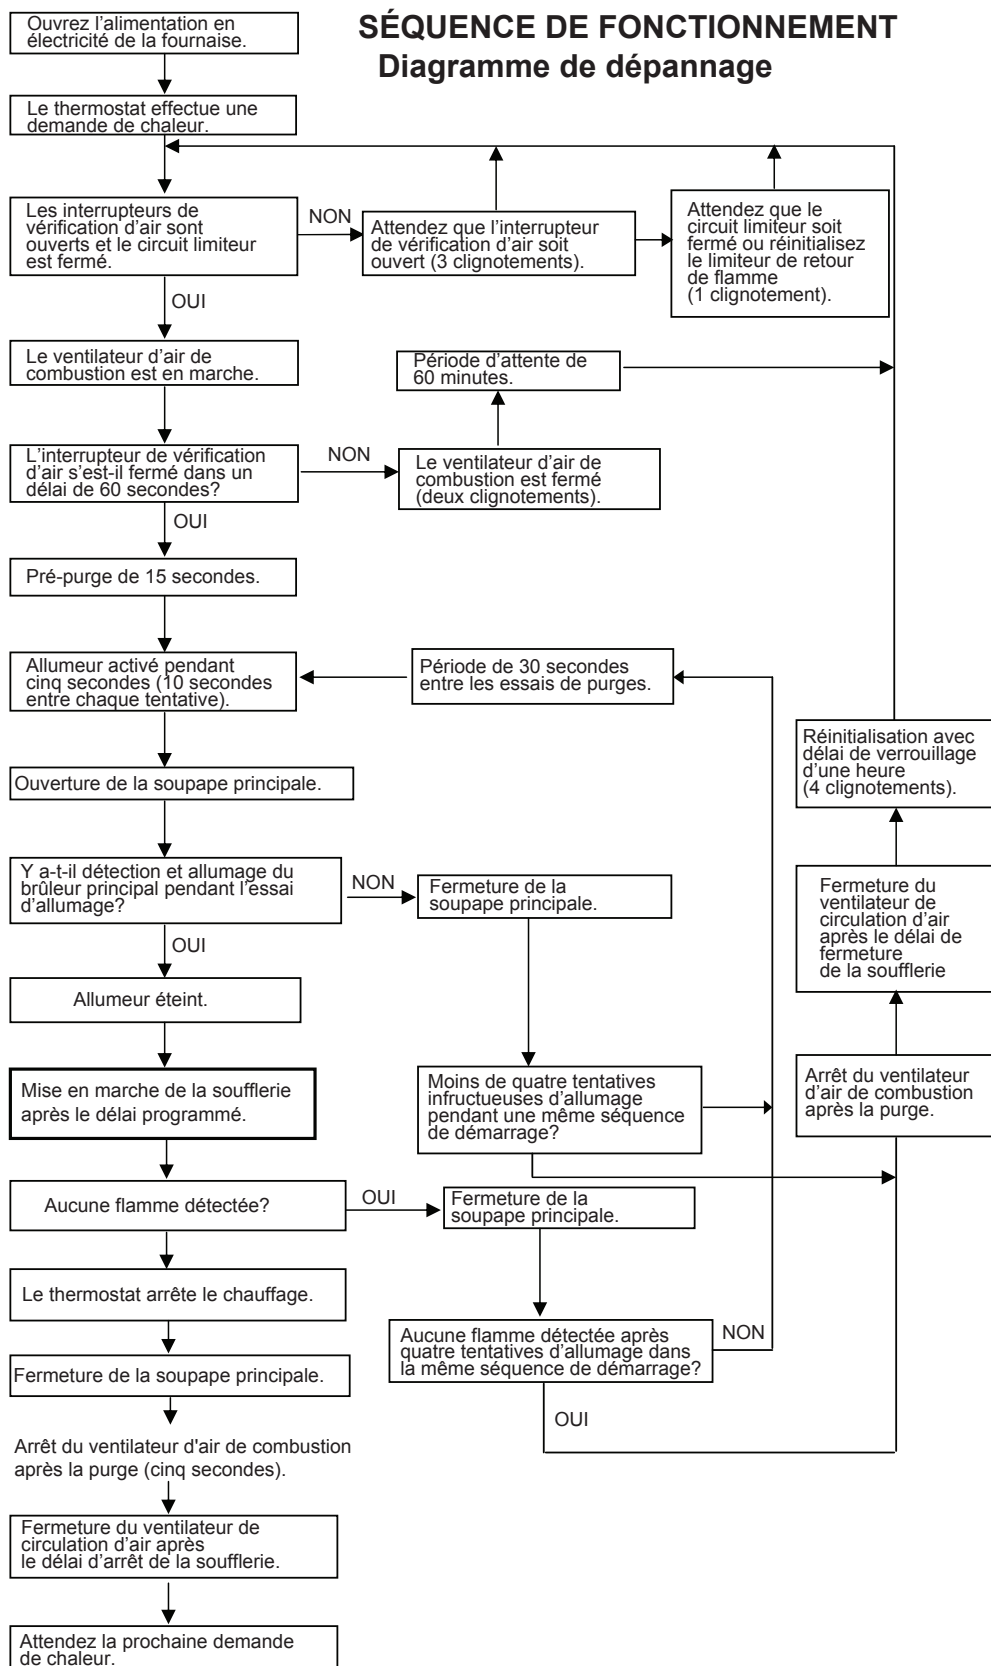 SÉQUENCE DE FONCTIONNEMENT
Diagramme de dépannage
Ouvrez l’alimentation en
électricité de la fournaise.
Le thermostat effectue une
demande de chaleur.
Les interrupteurs de
vérification d’air sont
ouverts et le circuit limiteur
est fermé.
NON
Attendez que l’interrupteur
de vérification d’air soit
ouvert (3 clignotements).
Attendez que le
circuit limiteur soit
fermé ou réinitialisez
le limiteur de retour
de flamme
(1 clignotement).
OUI
Le ventilateur d’air de
combustion est en marche.
Période d’attente de
60 minutes.
L’interrupteur de vérification
d’air s’est-il fermé dans un
délai de 60 secondes?
NON
Le ventilateur d’air de
combustion est fermé
(deux clignotements).
OUI
Pré-purge de 15 secondes.
Allumeur activé pendant
cinq secondes (10 secondes
entre chaque tentative).
Période de 30 secondes
entre les essais de purges.
Réinitialisation avec
délai de verrouillage
d’une heure
(4 clignotements).
Ouverture de la soupape principale.
Y a-t-il détection et allumage du
brûleur principal pendant l’essai
d’allumage?
NON
Fermeture de la
soupape principale.
Fermeture du
ventilateur de
circulation d’air
après le délai de
fermeture
de la soufflerie
OUI
Allumeur éteint.
Mise en marche de la soufflerie
après le délai programmé.
Moins de quatre tentatives
infructueuses d’allumage
pendant une même séquence
de démarrage?
Arrêt du ventilateur
d’air de combustion
après la purge.
Aucune flamme détectée?
OUI
Fermeture de la
soupape principale.
Le thermostat arrête le chauffage.
Aucune flamme détectée après
quatre tentatives d’allumage dans
la même séquence de démarrage?
NON
OUI
Fermeture de la soupape principale.
Arrêt du ventilateur d'air de combustion
après la purge (cinq secondes).
Fermeture du ventilateur de
circulation d’air après
le délai d’arrêt de la soufflerie.
Attendez la prochaine demande
de chaleur.